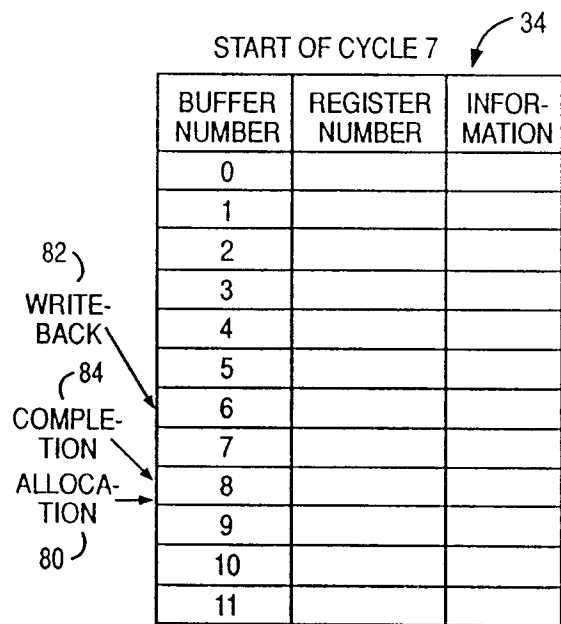 START OF CYCLE 7
34
BUFFER NUMBER
REGISTER NUMBER
INFOR-
MATION
0
1
2
3
4
5
6
7
8
9
10
11
82
WRITE-
BACK
84
COMPLE-
TION
ALLOCA-
TION
80